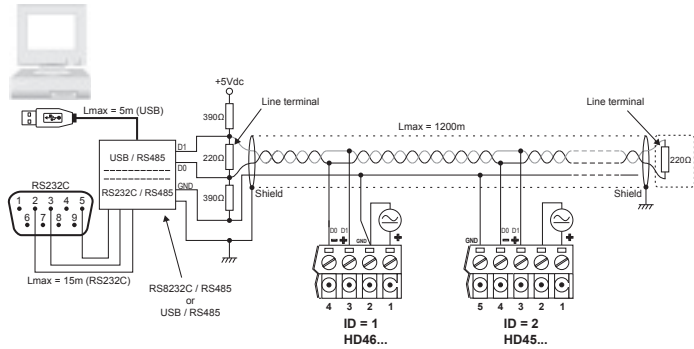 +5Vdc
390Ω
Line terminal
Line terminal
Lmax = 5m (USB)
Lmax = 1200m
D1
USB / RS485
220Ω
220Ω
D0
RS232C
GND
RS232C / RS485
390Ω
1 2 3 4 5
6 7 8 9
Shield
Shield
Lmax = 15m (RS232C)
RS8232C / RS485
or
USB / RS485
D0 D1
GND
- +
+
4 3 2 1
ID = 1
HD46...
GND
D0 D1
- +
+
5 4 3 2 1
ID = 2
HD45...